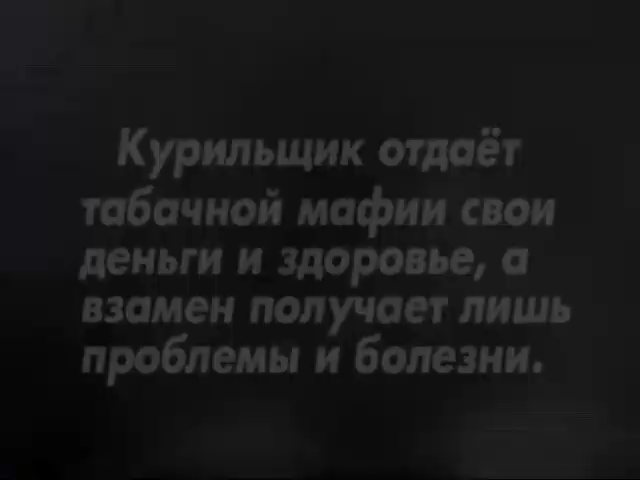 Курильщик отдаёт
табачной мафии свои
деньги и здоровье, а
взамен получает лишь
проблемы и болезни.